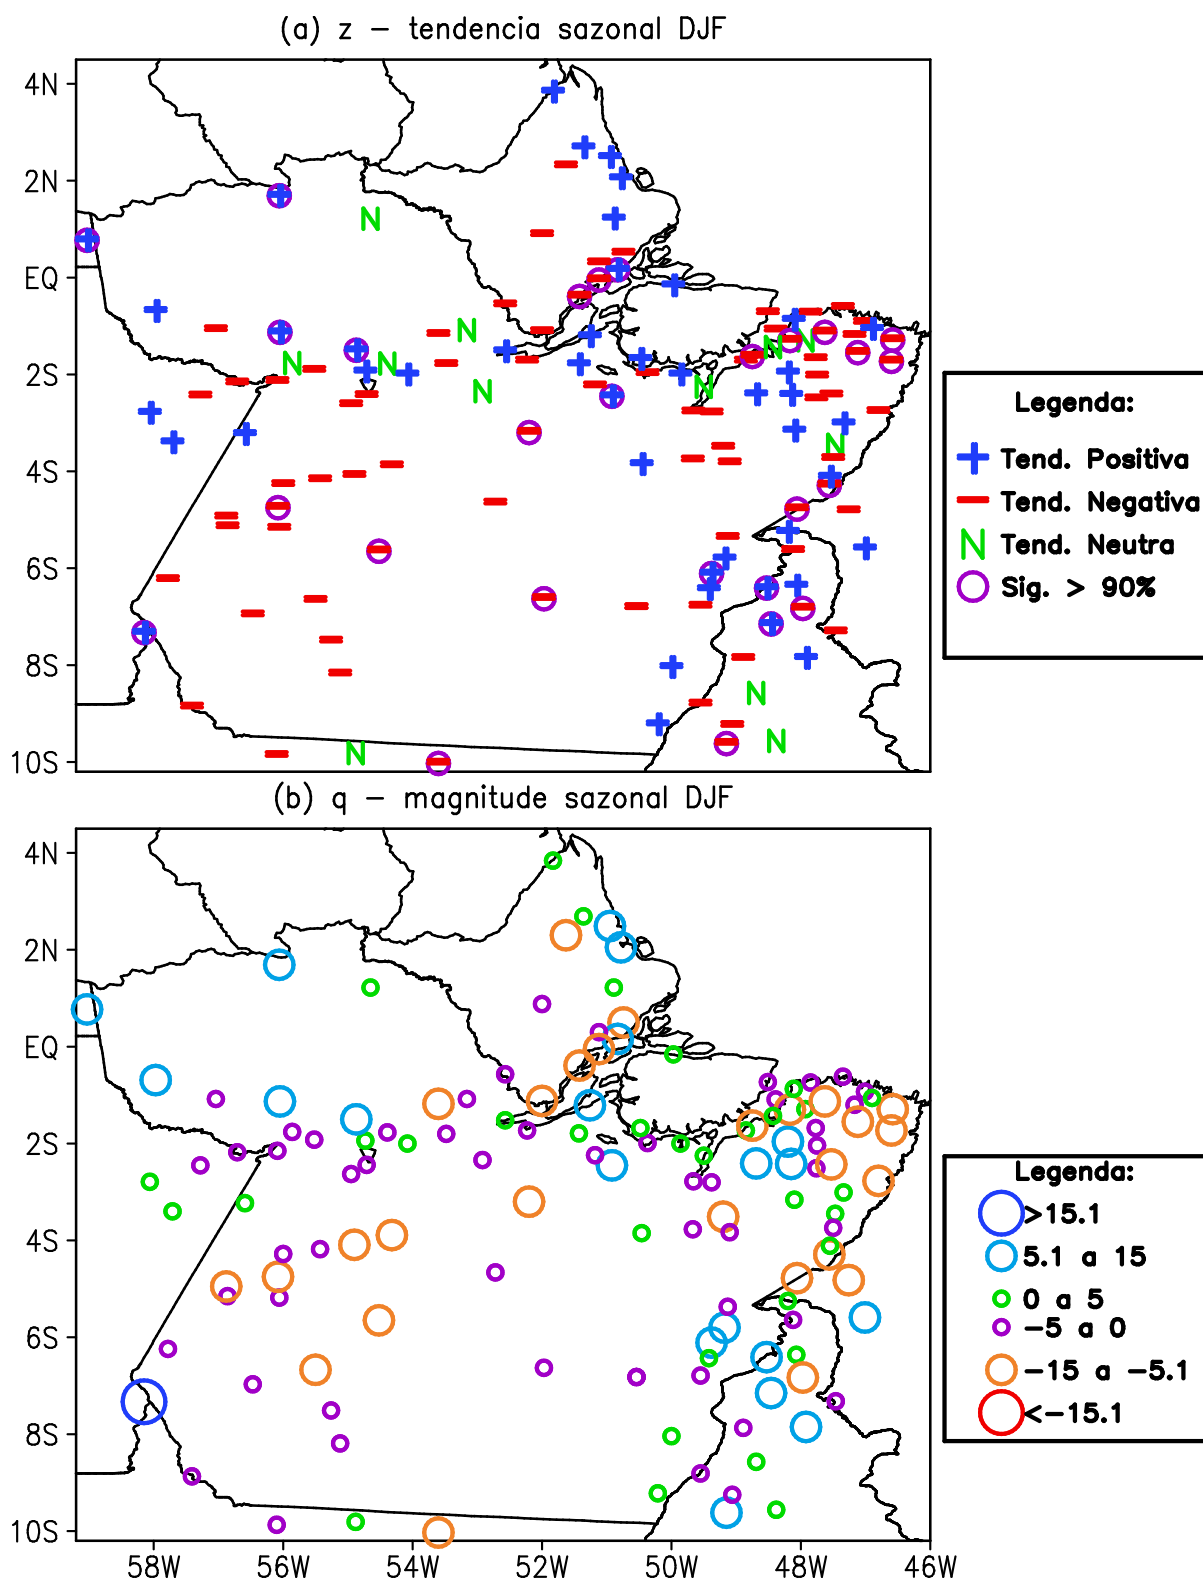 (a) z – tendencia sazonal DJF
4N
2N
EQ
2S
4S
6S
8S
10S
N
N
N
N
N
N
N
N
N
N
N
N
Legenda:
Tend. Positiva
Tend. Negativa
N Tend. Neutra
Sig. > 90%
(b) q – magnitude sazonal DJF
4N
2N
EQ
2S
4S
6S
8S
10S
58W 56W 54W 52W 50W 48W 46W
Legenda:
>15.1
5.1 a 15
0 a 5
-5 a 0
-15 a -5.1
<-15.1